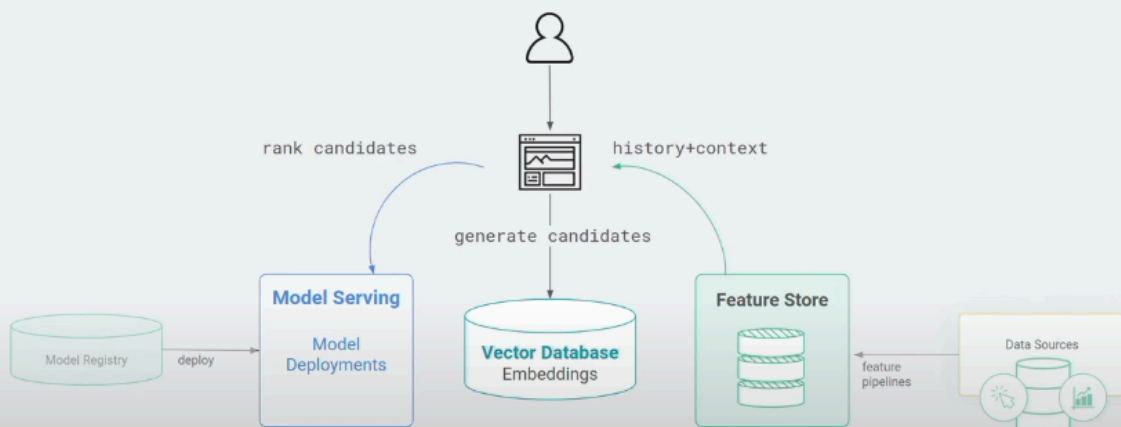 rank candidates
history+context
generate candidates
Model Serving
Model
Deployments
Vector Database
Embeddings
Feature Store
Model Registry
deploy
feature
pipelines
Data Sources